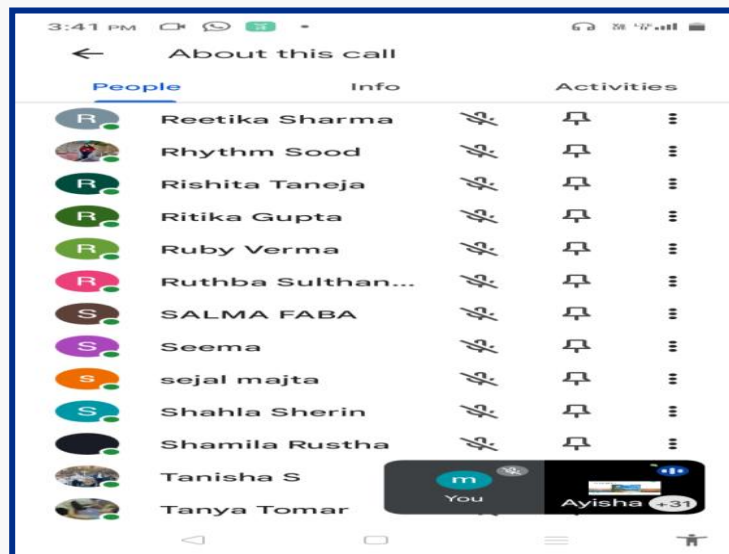 3:41 PM
About this call
People Info Activities
R Reetika Sharma
Rhythm Sood
R Rishita Taneja
R Ritika Gupta
R Ruby Verma
R Ruthba Sulthan...
S SALMA FABA
S Seema
s sejal majta
S Shahla Sherin
Shamila Rustha
Tanisha S
Tanya Tomar
m
You
Ayisha +31